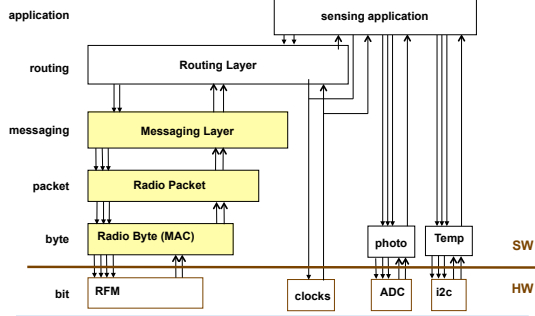 application
sensing application
routing
Routing Layer
messaging
Messaging Layer
packet
Radio Packet
byte
Radio Byte (MAC)
photo
Temp
SW
bit
RFM
clocks
ADC
i2c
HW